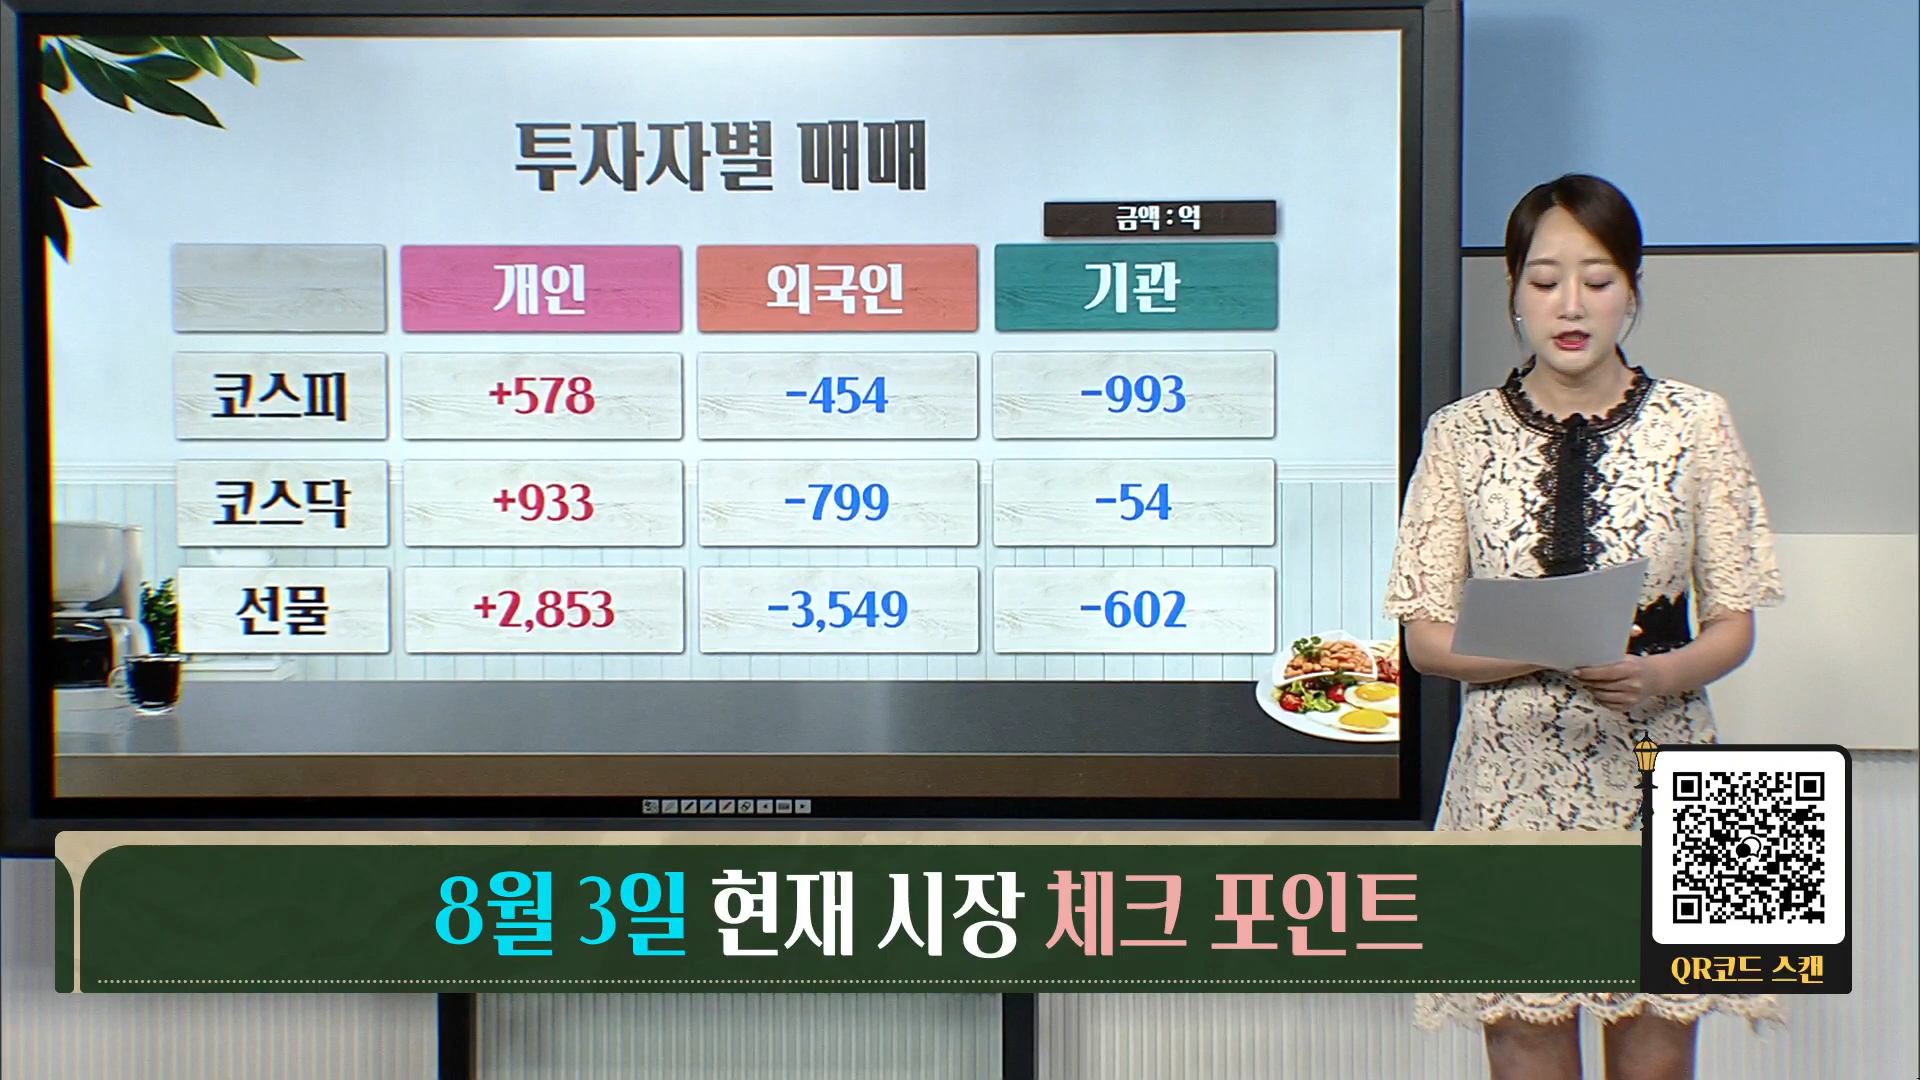 투자자별 매매
금액 : 억
개인 외국인 기관
코스피 +578 -454 -993
코스닥 +933 -799 -54
선물 +2,853 -3,549 -602
8월 3일 현재 시장 체크 포인트
QR코드 스캔